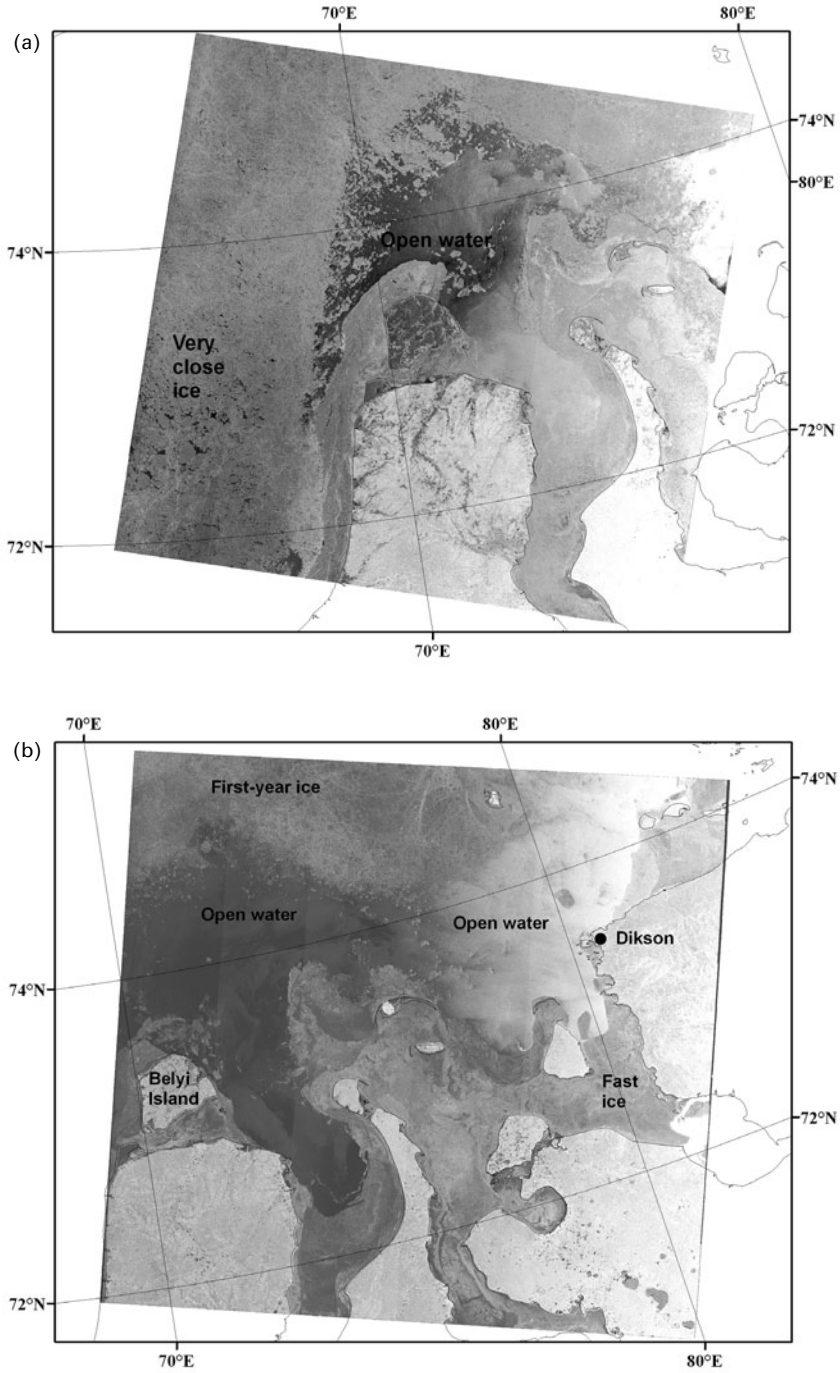 (a)
70°E
80°E
74°N
80°E
Open water
74°N
Very
close
ice
72°N
72°N
70°E
(b)
70°E
80°E
First-year ice
74°N
Open water
Open water
Dikson
74°N
Belyi
Island
Fast
ice
72°N
72°N
70°E
80°E